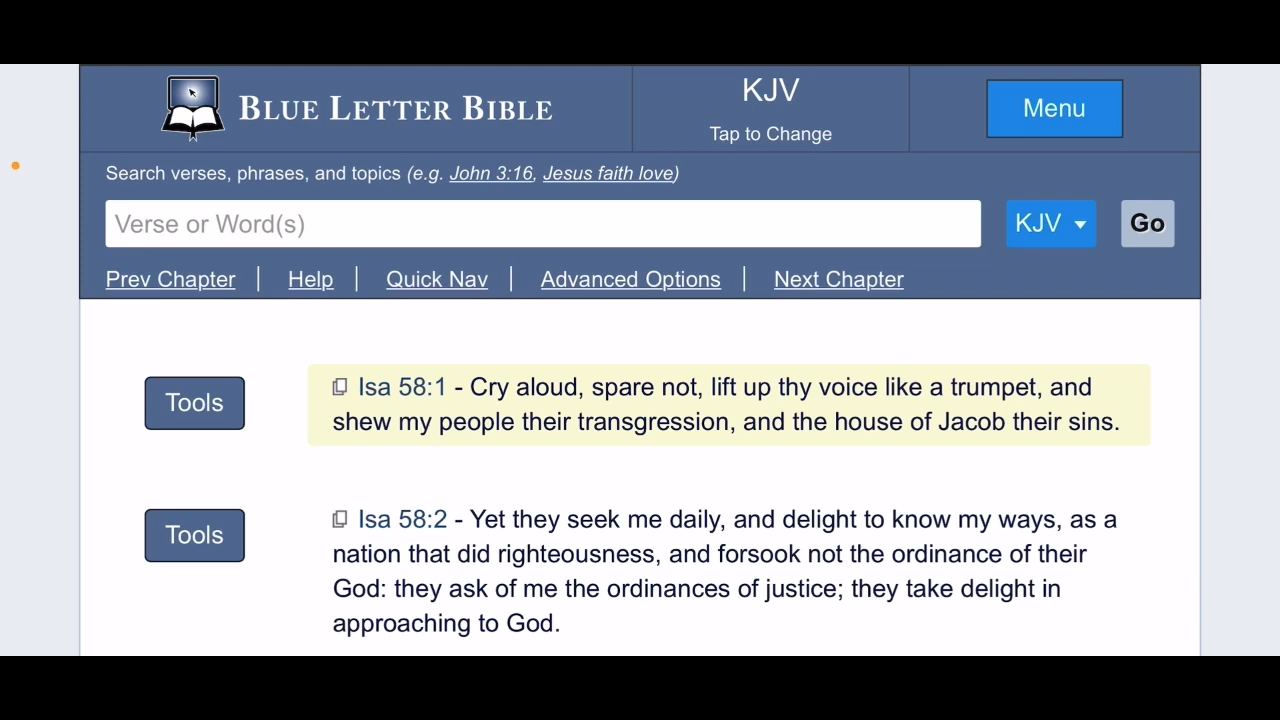 BLUE LETTER BIBLE
KJV
Tap to Change
Menu
Search verses, phrases, and topics (e.g. John 3:16, Jesus faith love)
Verse or Word(s)
KJV
Go
Prev Chapter | Help | Quick Nav | Advanced Options | Next Chapter
Tools
Isa 58:1 - Cry aloud, spare not, lift up thy voice like a trumpet, and
shew my people their transgression, and the house of Jacob their sins.
Tools
Isa 58:2 - Yet they seek me daily, and delight to know my ways, as a
nation that did righteousness, and forsook not the ordinance of their
God: they ask of me the ordinances of justice; they take delight in
approaching to God.